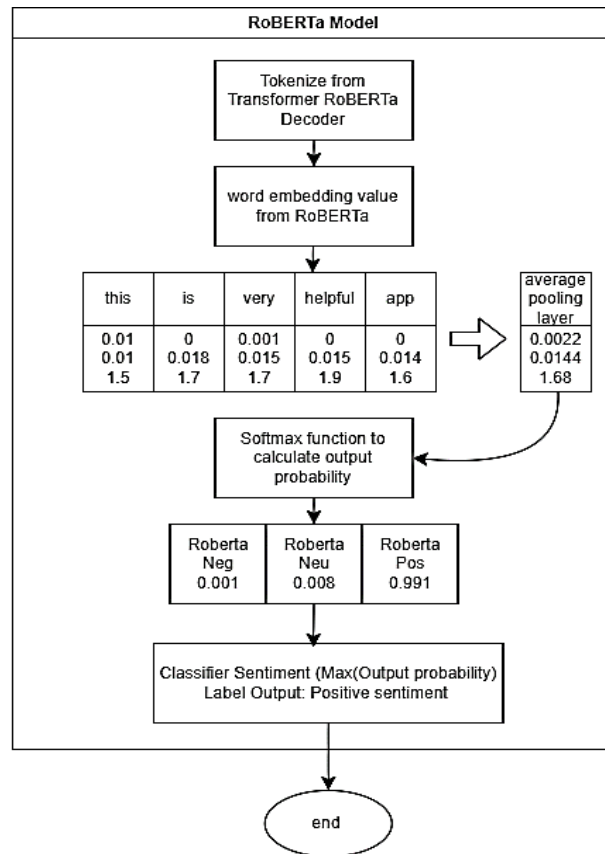 RoBERTa Model
Tokenize from
Transformer RoBERTa
Decoder
word embedding value
from RoBERTa
this is very helpful app
0.01 0 0.001 0 0
0.01 0.018 0.015 0.015 0.014
1.5 1.7 1.7 1.9 1.6
average
pooling
layer
0.0022
0.0144
1.68
Softmax function to
calculate output
probability
Roberta
Neg
0.001
Roberta
Neu
0.008
Roberta
Pos
0.991
Classifier Sentiment (Max(Output probability)
Label Output: Positive sentiment
end